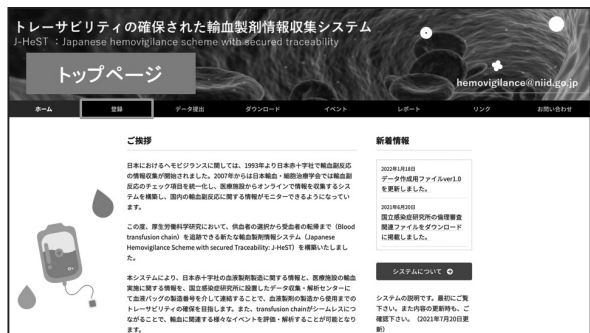 トレーサビリティの確保された輸血製剤情報収集システム
J-HeST ：Japanese hemovigilance scheme with secured traceability
トップページ
hemovigilance@niid.go.jp
ホーム 登録 データ提出 ダウンロード イベント レポート リンク お問い合わせ
ご挨拶
日本におけるヘモビジランスに関しては、1993年より日本赤十字社で輸血副反応
の情報収集が開始されました。2007年からは日本輸血・細胞治療学会では輸血副
反応のチェック項目を統一化し、医療施設からオンラインで情報を収集するシス
テムを構築し、国内の輸血副反応に関する情報がモニターできるようになってい
ます。
この度、厚生労働科学研究において、供血者の選択から受血者の転帰まで（Blood
transfusion chain）を追跡できる新たな輸血製剤情報システム（Japanese
Hemovigilance Scheme with secured Traceability: J-HeST）を構築いたしまし
た。
本システムにより、日本赤十字社の血液製剤製造に関する情報と、医療施設の輸血
実施に関する情報を、国立感染症研究所に設置したデータ収集・解析センターに
て血液バッグの製造番号を介して連結することで、血液製剤の製造から使用までの
トレーサビリティの確保を目指します。また、transfusion chainがシームレスにつ
ながることで、輸血に関連する様々なイベントを評価・解析することが可能となり
ます。
新着情報
2022年1月18日
データ作成用ファイルver1.0
を更新しました。
2021年6月20日
国立感染症研究所の倫理審査
関連ファイルをダウンロード
に掲載しました。
システムについて
システムの説明です。最初にご覧
下さい。また内容の更新時も、ご
確認下さい。（2021年7月20日更
新）